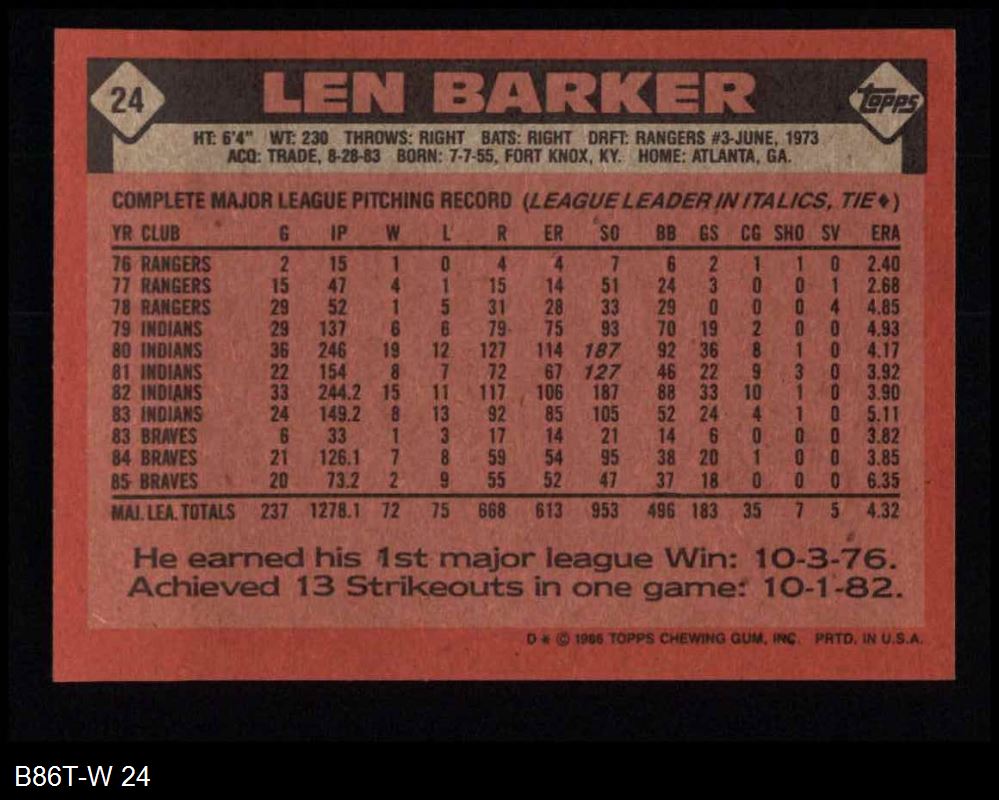 24
LEN BARKER
Topps
HT: 6'4" WT: 230 THROWS: RIGHT BATS: RIGHT DRFT: RANGERS #3-JUNE, 1973
ACQ: TRADE, 8-28-83 BORN: 7-7-55, FORT KNOX, KY. HOME: ATLANTA, GA.
COMPLETE MAJOR LEAGUE PITCHING RECORD (LEAGUE LEADER IN ITALICS, TIE♦)
YR CLUB G IP W L R ER SO BB GS CG SHO SV ERA
76 RANGERS 2 15 1 0 4 4 7 6 2 1 1 0 2.40
77 RANGERS 15 47 4 1 15 14 51 24 3 0 0 1 2.68
78 RANGERS 29 52 1 5 31 28 33 29 0 0 0 4 4.85
79 INDIANS 29 137 6 6 79 75 93 70 19 2 0 0 4.93
80 INDIANS 36 246 19 12 127 114 187 92 36 8 1 0 4.17
81 INDIANS 22 154 8 7 72 67 127 46 22 9 3 0 3.92
82 INDIANS 33 244.2 15 11 117 106 187 88 33 10 1 0 3.90
83 INDIANS 24 149.2 8 13 92 85 105 52 24 4 1 0 5.11
83 BRAVES 6 33 1 3 17 14 21 14 6 0 0 0 3.82
84 BRAVES 21 126.1 7 8 59 54 95 38 20 1 0 0 3.85
85 BRAVES 20 73.2 2 9 55 52 47 37 18 0 0 0 6.35
MAJ. LEA. TOTALS 237 1278.1 72 75 668 613 953 496 183 35 7 5 4.32
He earned his 1st major league Win: 10-3-76.
Achieved 13 Strikeouts in one game: 10-1-82.
D * © 1986 TOPPS CHEWING GUM, INC. PRTD. IN U.S.A.
B86T-W 24